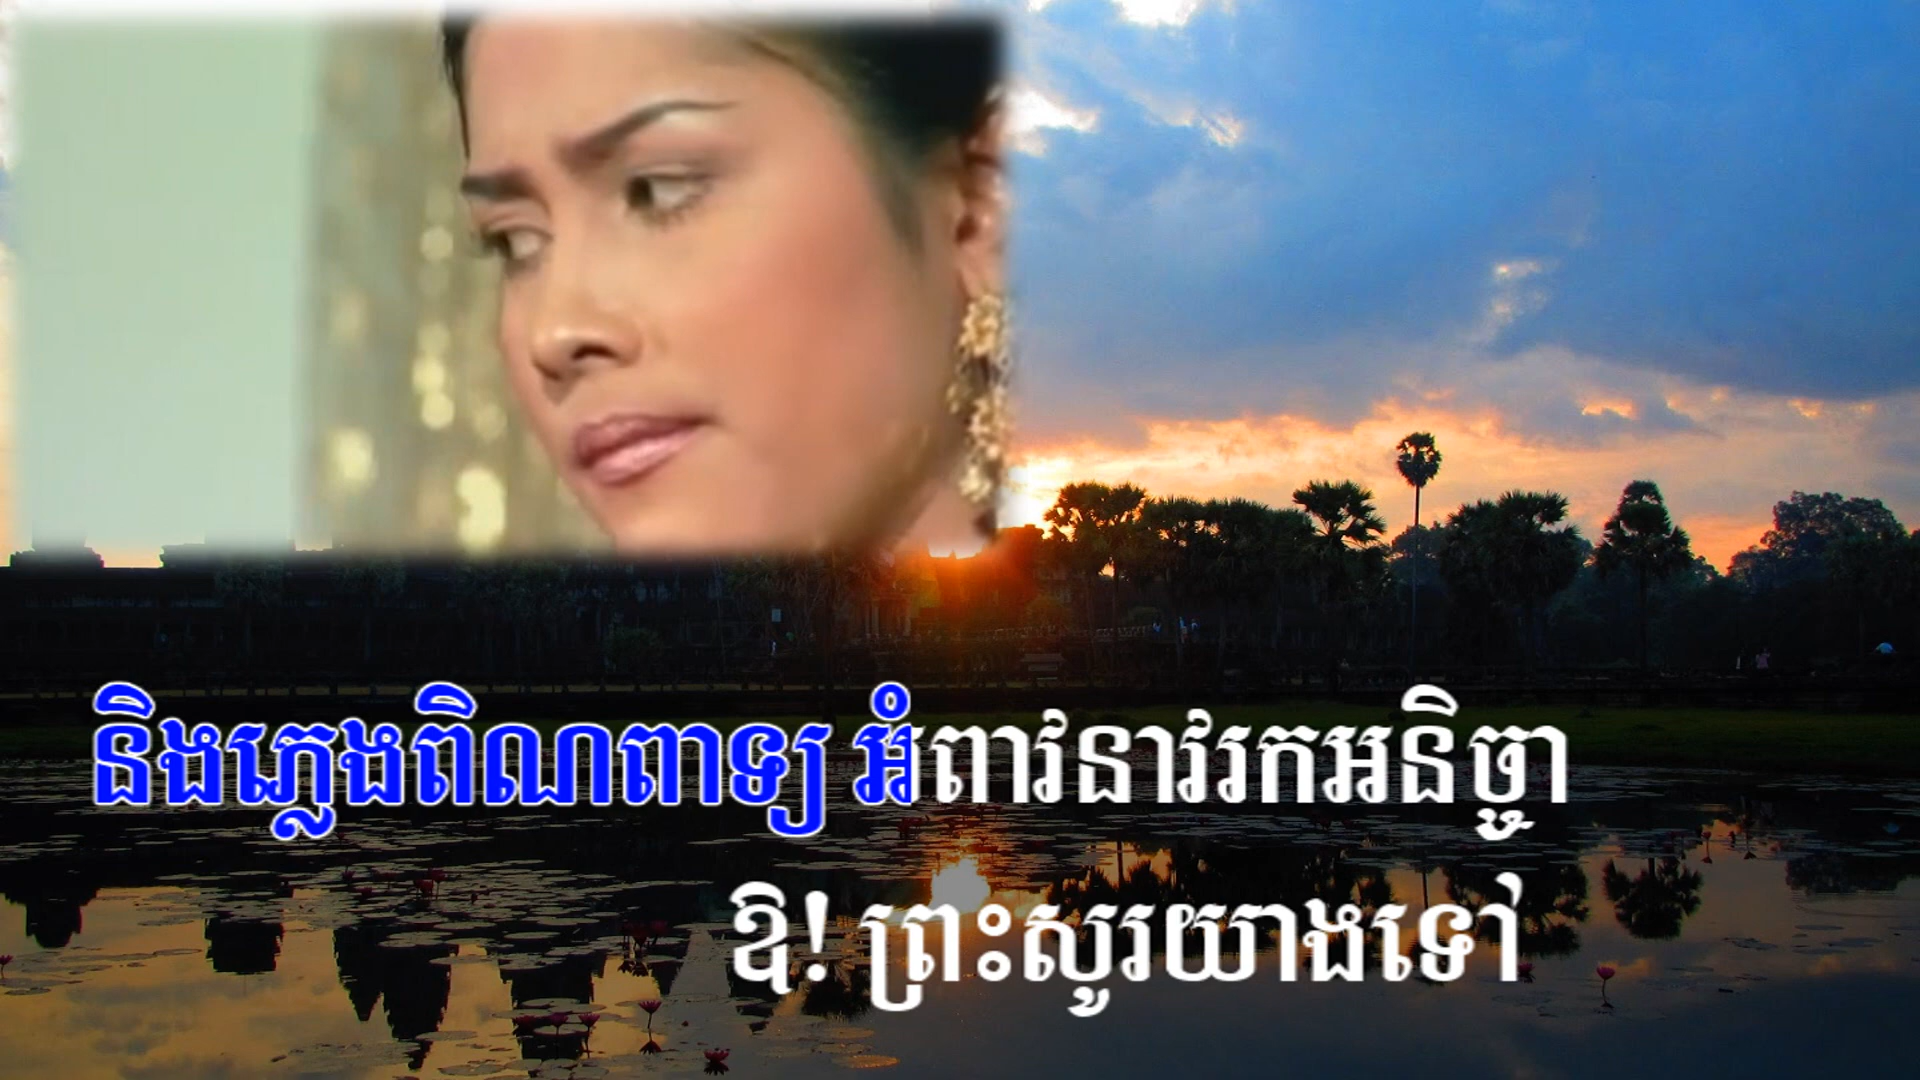 និងភ្លេងពិណពាទ្យ អំពាវនាវរកអនិច្ចា
ឱ! ព្រះសូរយាងទៅ